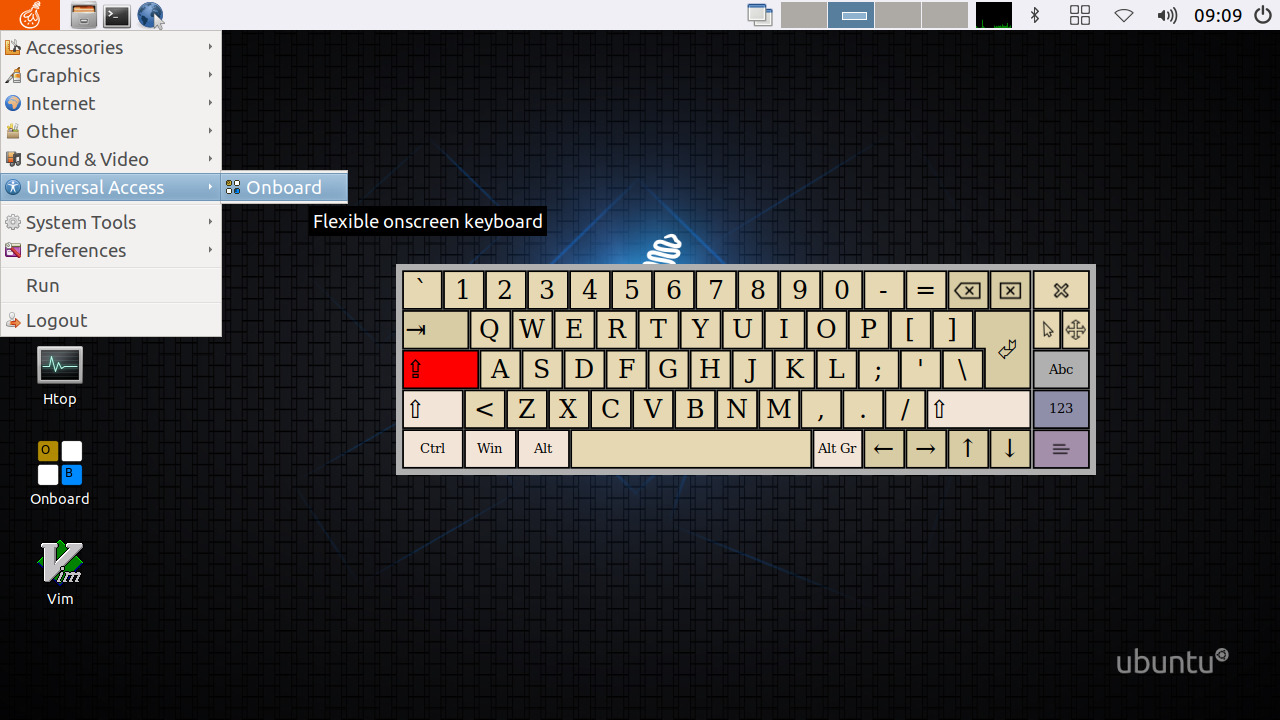 09:09
Accessories
Graphics
Internet
Other
Sound & Video
Universal Access
Onboard
Flexible onscreen keyboard
System Tools
Preferences
Run
Logout
` 1 2 3 4 5 6 7 8 9 0 - =
Q W E R T Y U I O P [ ]
A S D F G H J K L ; ' \ Abc
< Z X C V B N M , . / 123
Ctrl Win Alt Alt Gr ← → ↑ ↓
Htop
O
B
Onboard
Vim
Vim
ubuntu